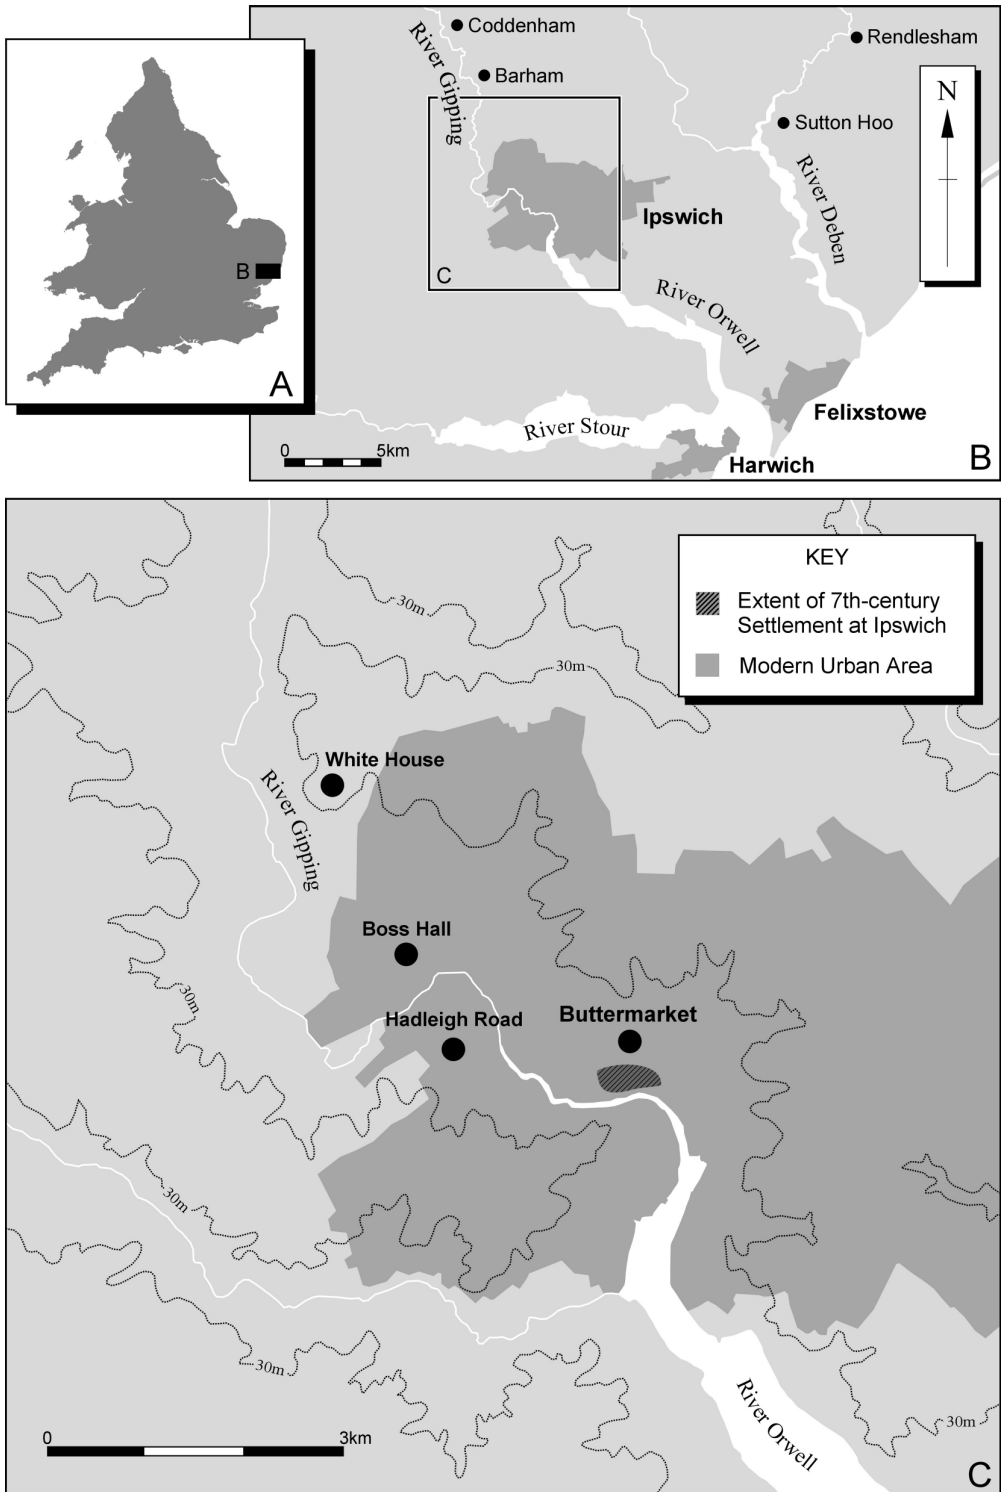 B
A
Coddenham
Rendlesham
River Gipping
Barham
N
Sutton Hoo
River Deben
Ipswich
C
River Orwell
Felixstowe
River Stour
0 5km
Harwich
B
KEY
Extent of 7th-century
Settlement at Ipswich
Modern Urban Area
30m
30m
White House
River Gipping
Boss Hall
30m
Hadleigh Road
Buttermarket
30m
30m
River Orwell
30m
0 3km
C